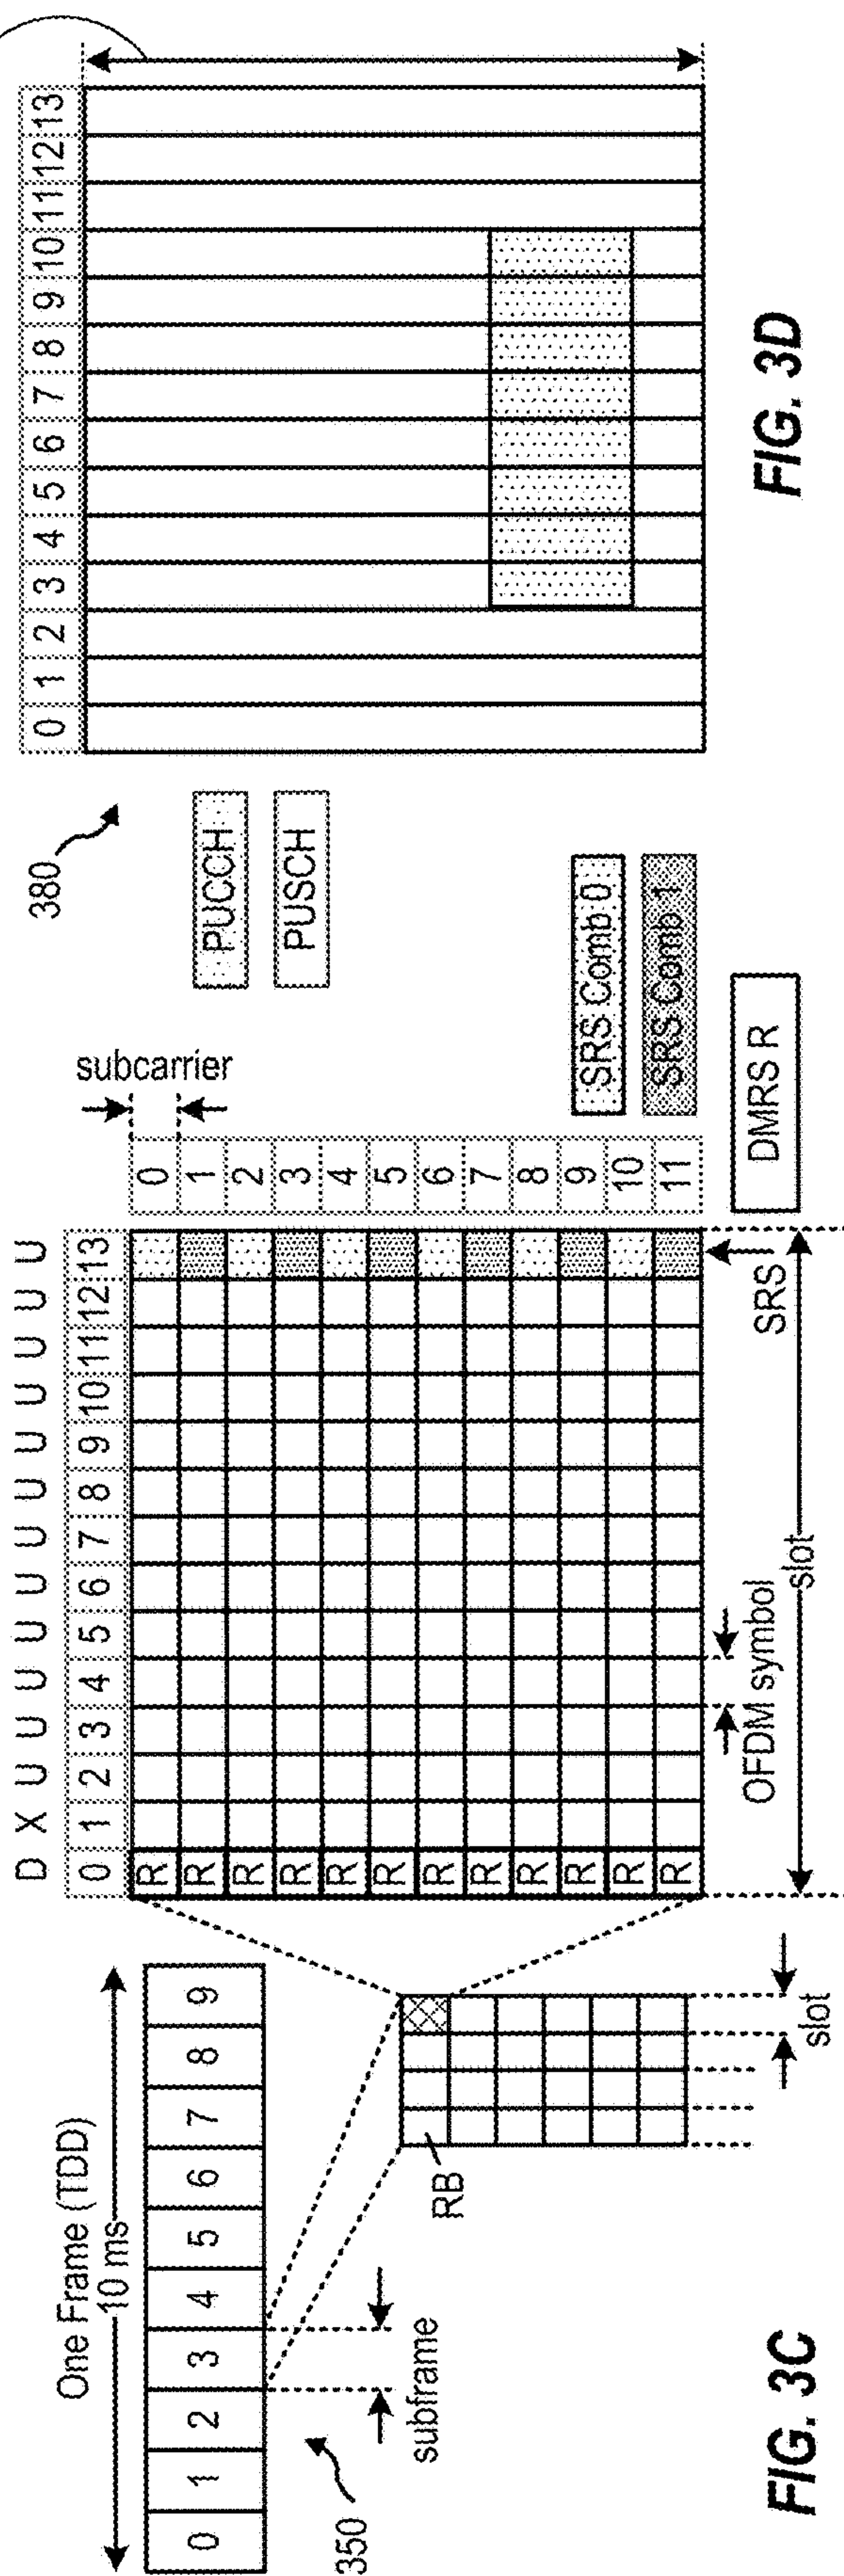 One Frame (TDD)
10 ms
0 1 2 3 4 5 6 7 8 9
350
subframe
RB
slot
FIG. 3C
D X U U U U U U U U U U U U
0 1 2 3 4 5 6 7 8 9 10 11 12 13
R
R
R
R
R
R
R
R
R
R
R
R
subcarrier
0
1
2
3
4
5
6
7
8
9
10
11
OFDM symbol
slot
SRS
SRS Comb 0
SRS Comb 1
DMRS R
380
PUCCH
PUSCH
0 1 2 3 4 5 6 7 8 9 10 11 12 13
FIG. 3D